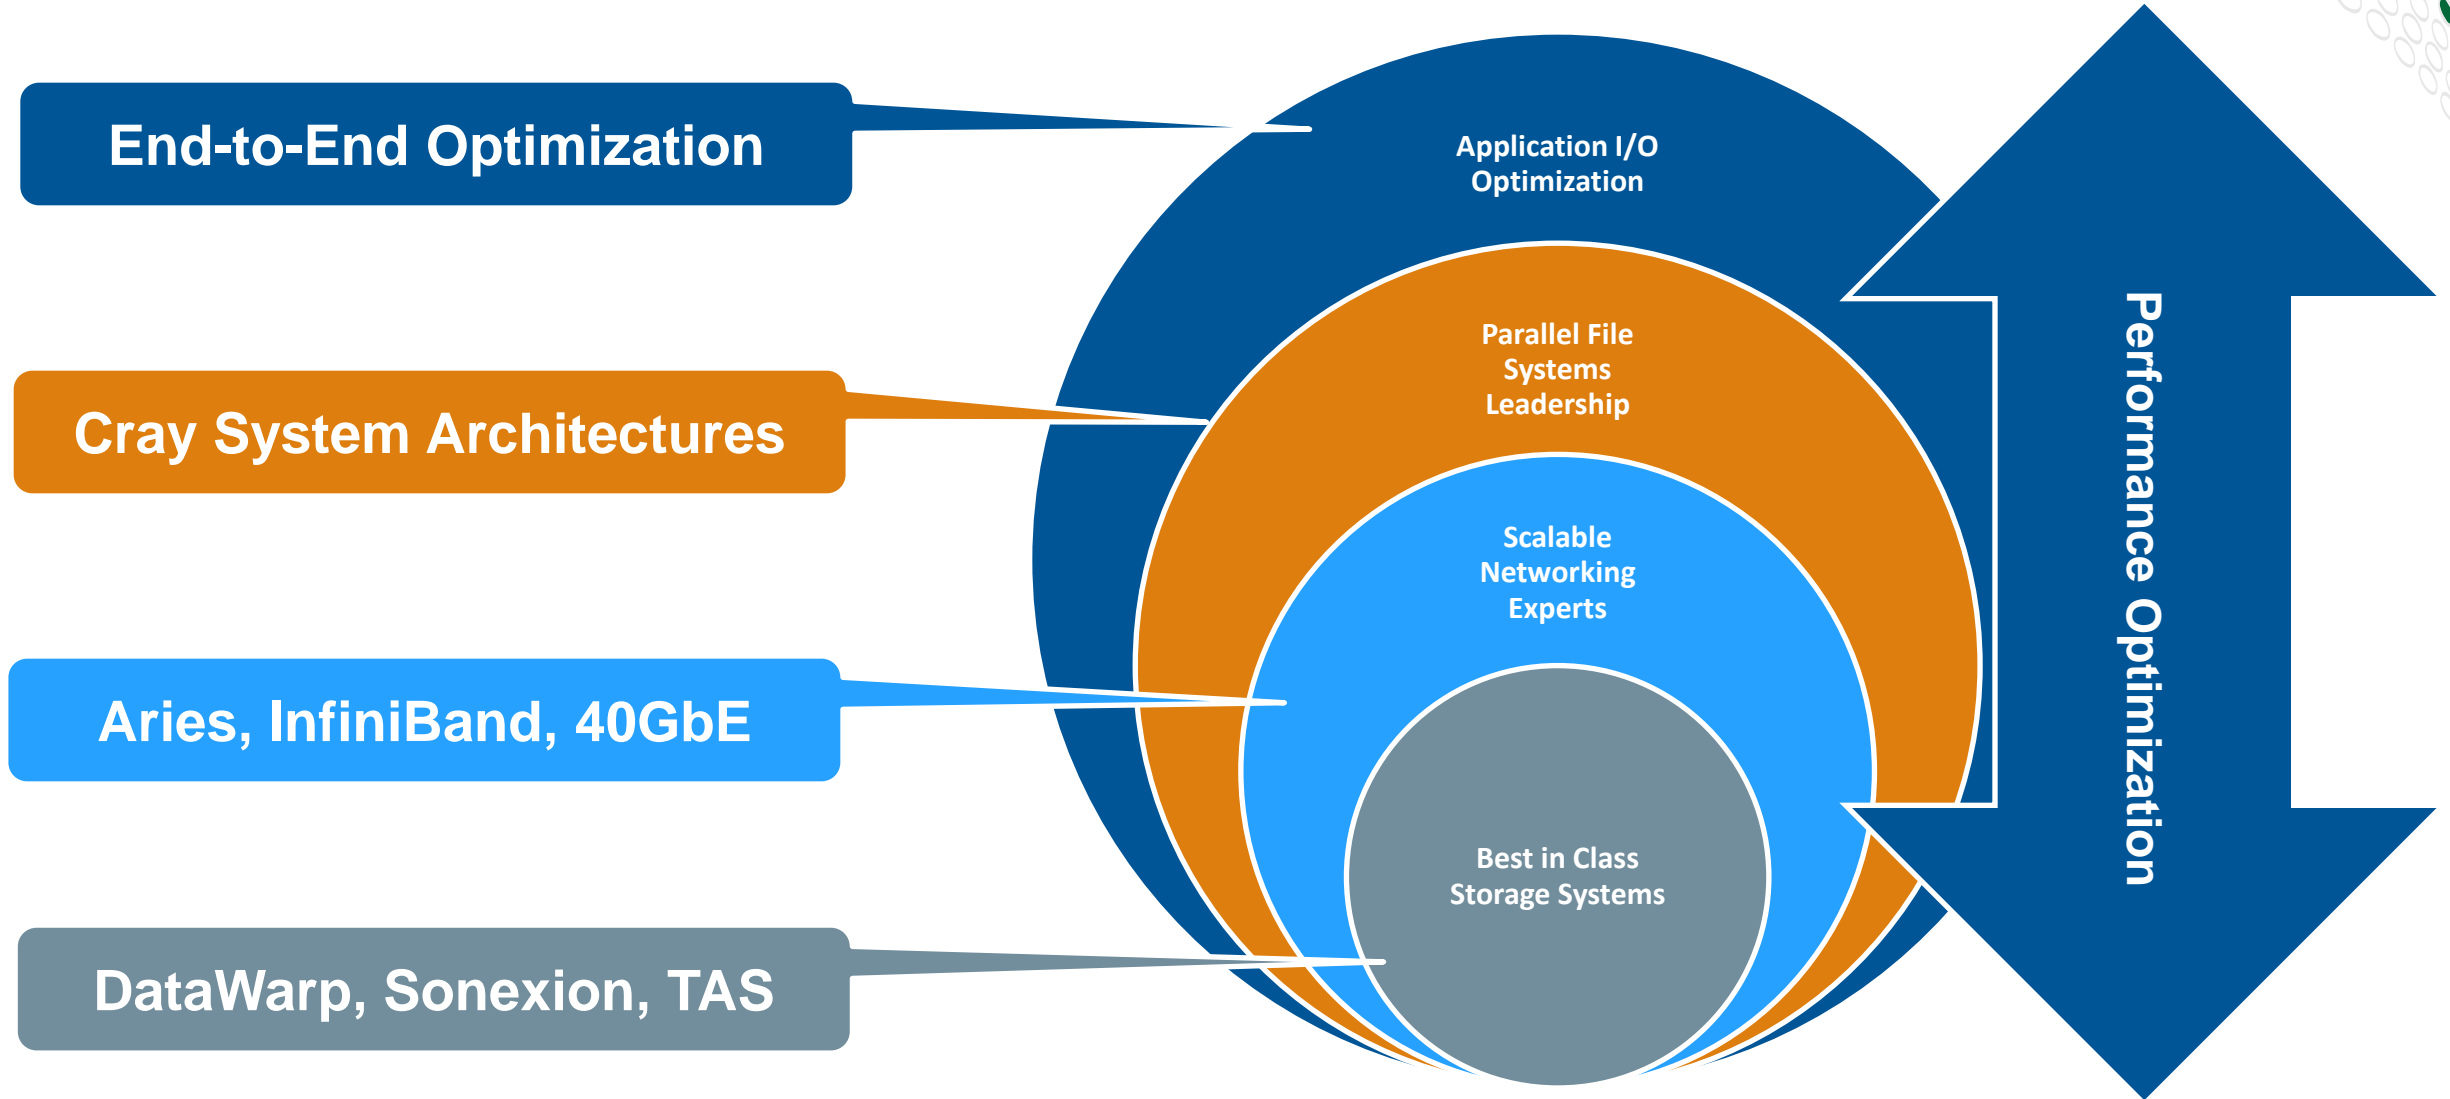 End-to-End Optimization
Cray System Architectures
Aries, InfiniBand, 40GbE
DataWarp, Sonexion, TAS
Application I/O
Optimization
Parallel File
Systems
Leadership
Scalable
Networking
Experts
Best in Class
Storage Systems
Performance Optimization